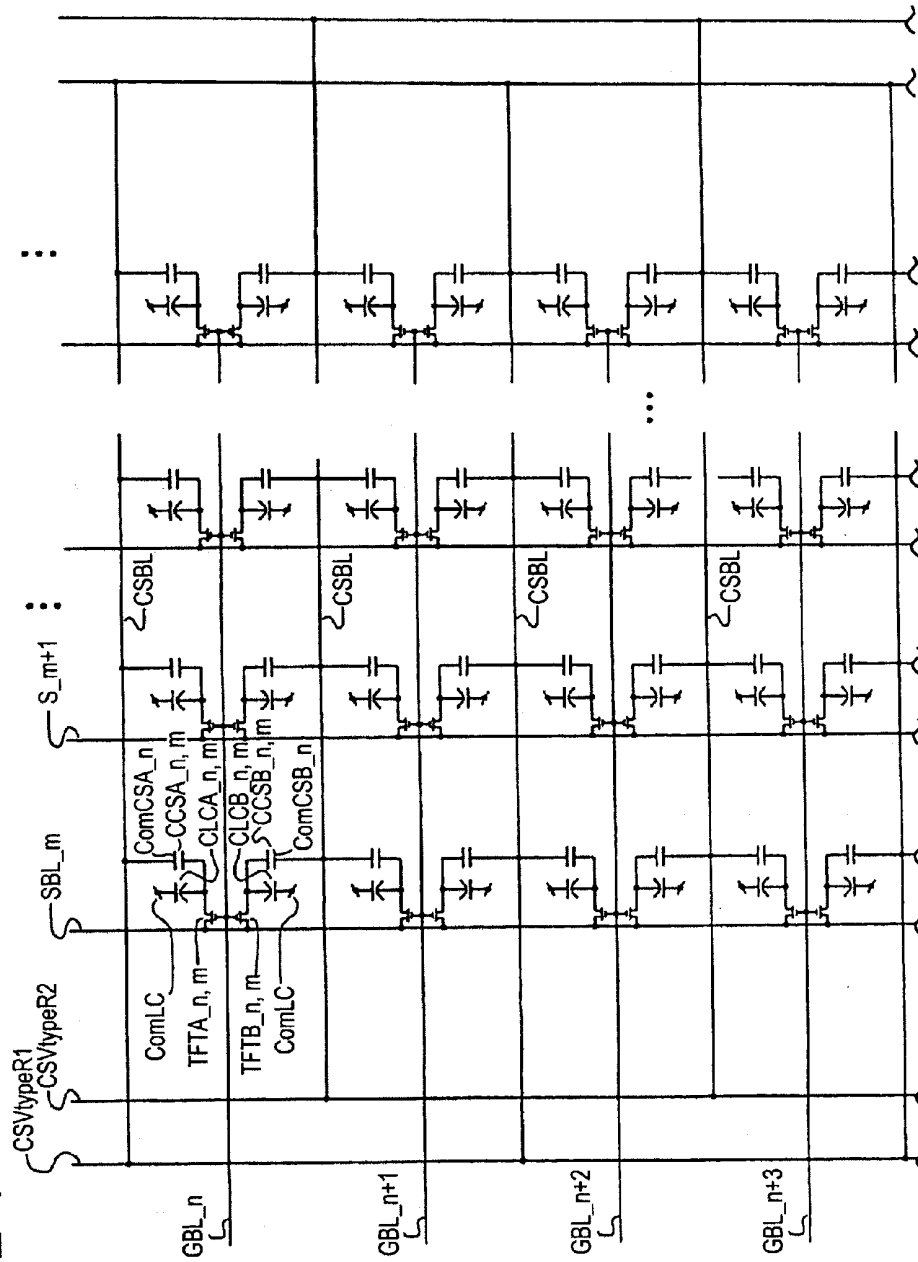 CSVtypeR1
CSVtypeR2
SBL_m
S_m+1
...
...
ComCSA_n
CCSA_n, m
CLCA_n, m
CLCB_n, m
CCSB_n, m
ComCSB_n
ComLC
TFTA_n, m
TFTB_n, m
ComLC
CSBL
CSBL
CSBL
CSBL
...
GBL_n
GBL_n+1
GBL_n+2
GBL_n+3